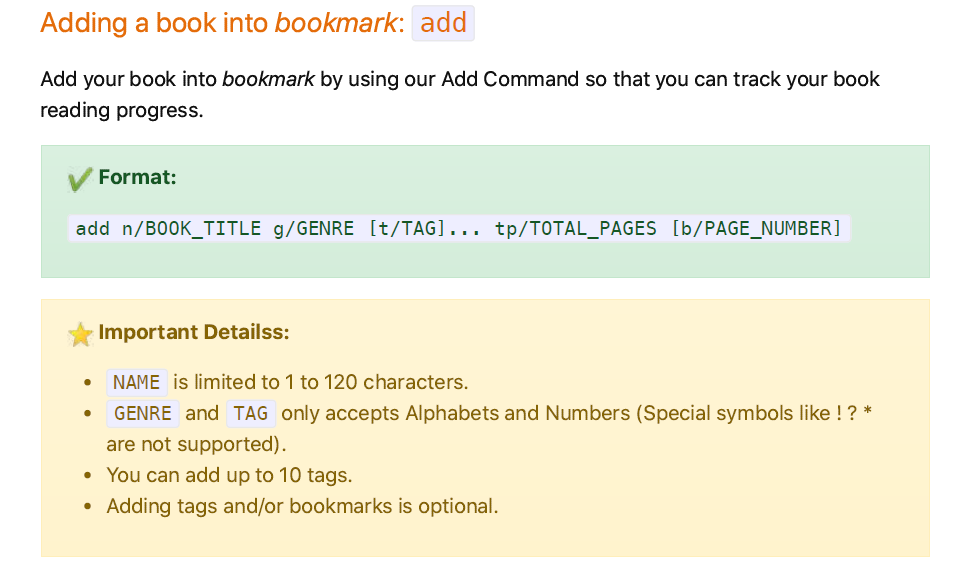 Adding a book into bookmark: add
Add your book into bookmark by using our Add Command so that you can track your book
reading progress.
✔ Format:
add n/BOOK_TITLE g/GENRE [t/TAG]... tp/TOTAL_PAGES [b/PAGE_NUMBER]
⭐ Important Detailss:
• NAME is limited to 1 to 120 characters.
• GENRE and TAG only accepts Alphabets and Numbers (Special symbols like ! ? *
are not supported).
• You can add up to 10 tags.
• Adding tags and/or bookmarks is optional.